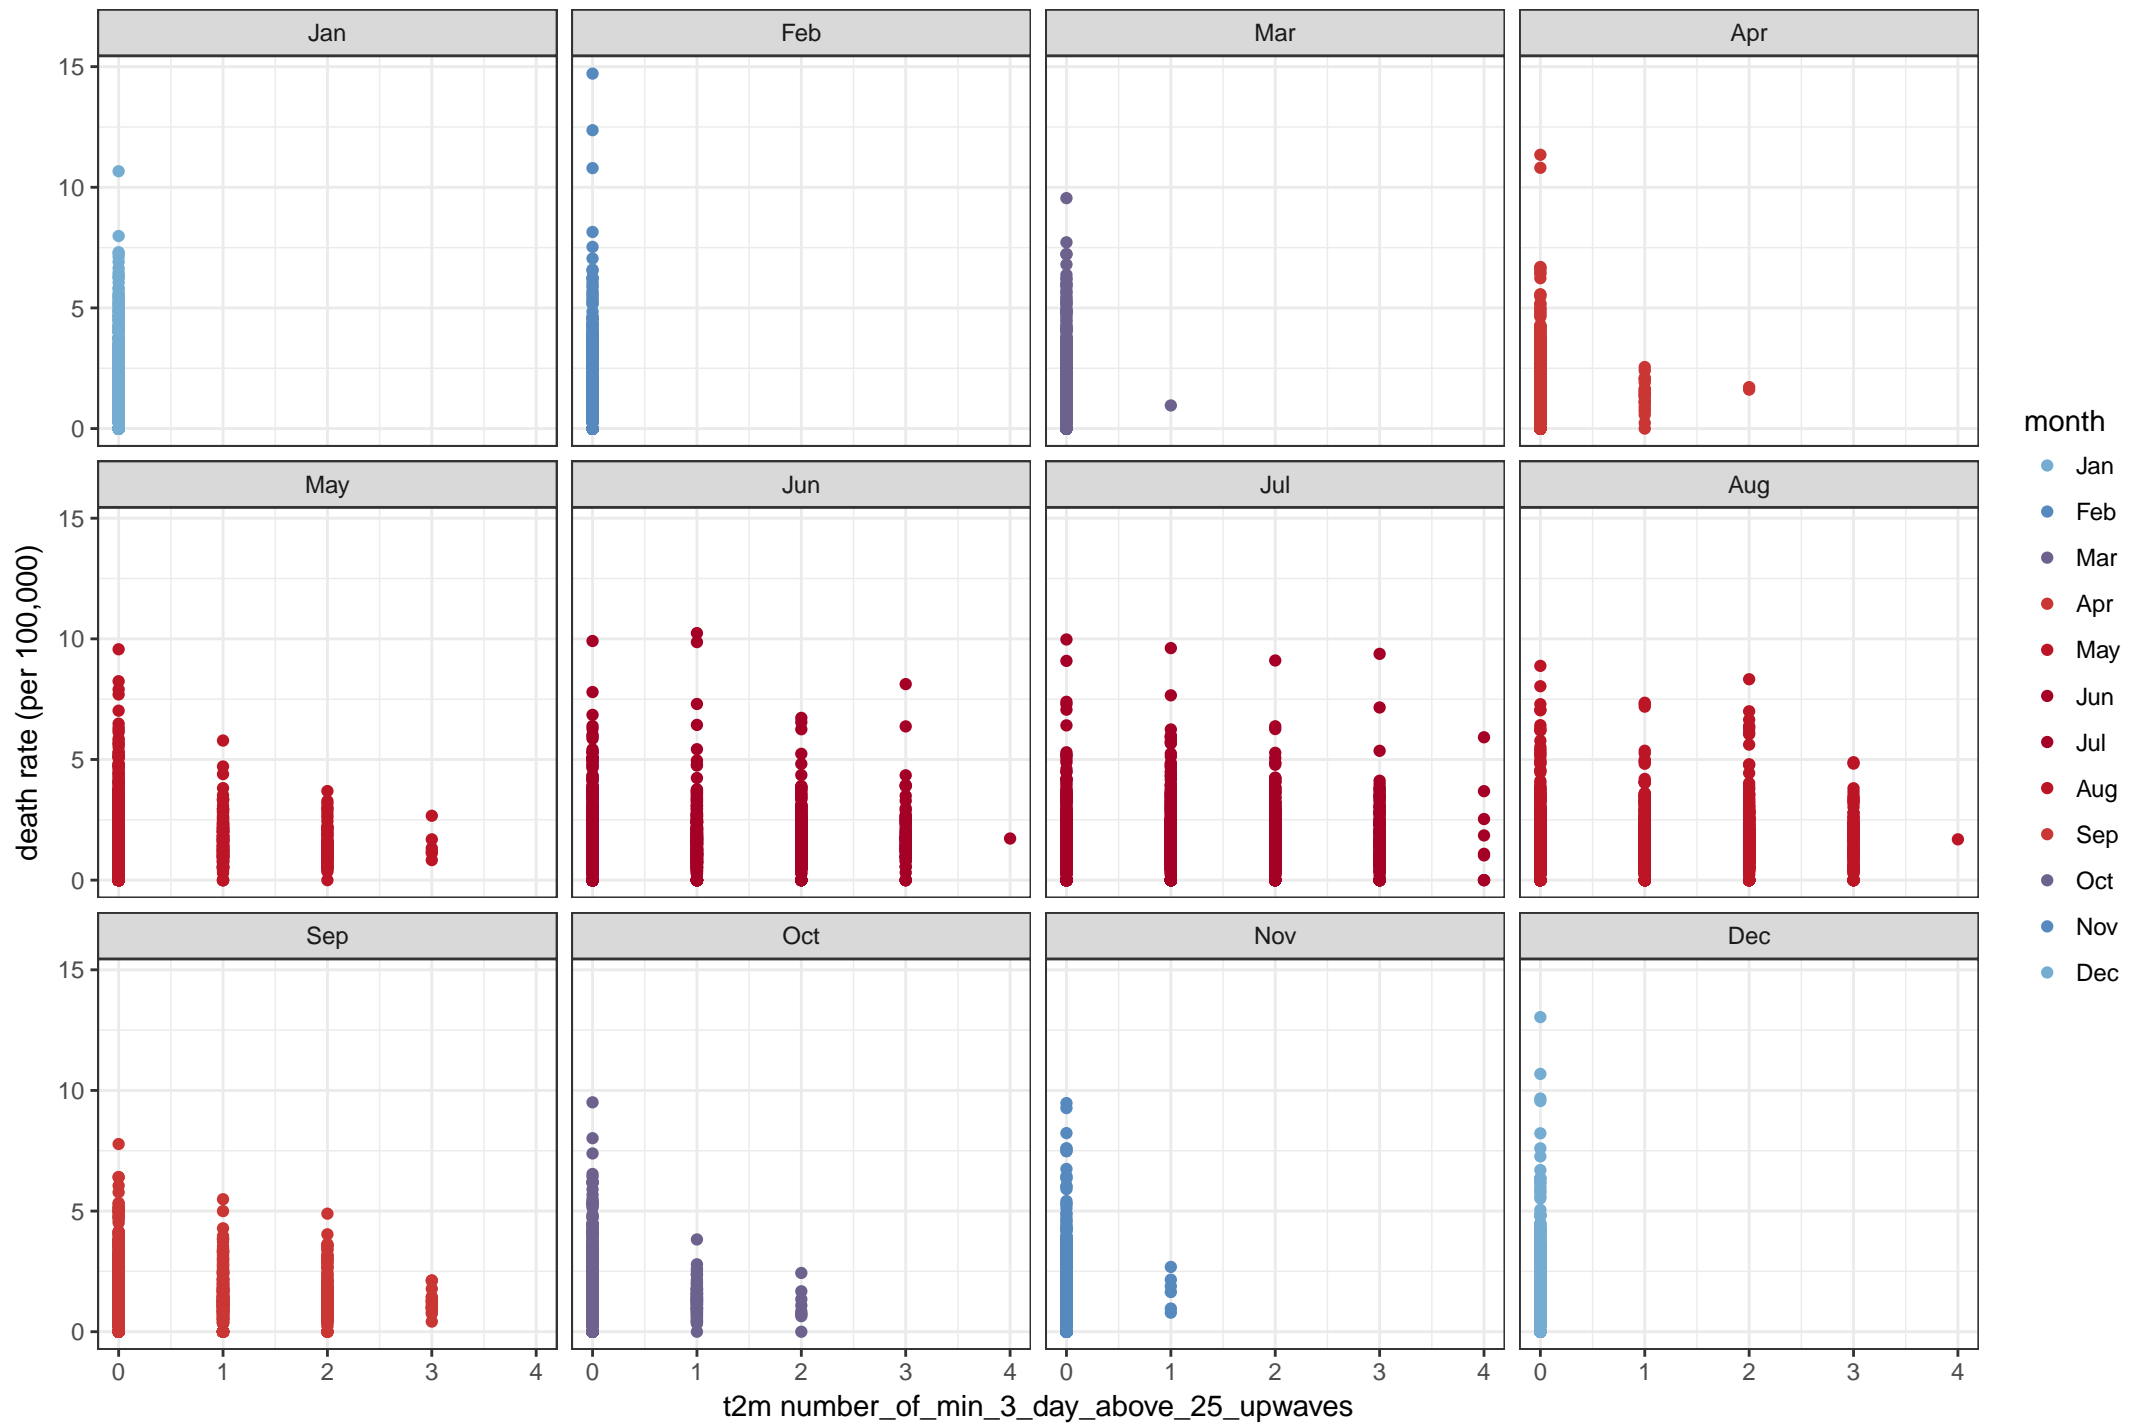 Jan Feb Mar Apr
15
10
5
0
May Jun Jul Aug
15
10
5
0
Sep Oct Nov Dec
15
10
5
0
0 1 2 3 4 0 1 2 3 4 0 1 2 3 4 0 1 2 3 4
t2m number_of_min_3_day_above_25_upwaves
death rate (per 100,000)
month
Jan
Feb
Mar
Apr
May
Jun
Jul
Aug
Sep
Oct
Nov
Dec